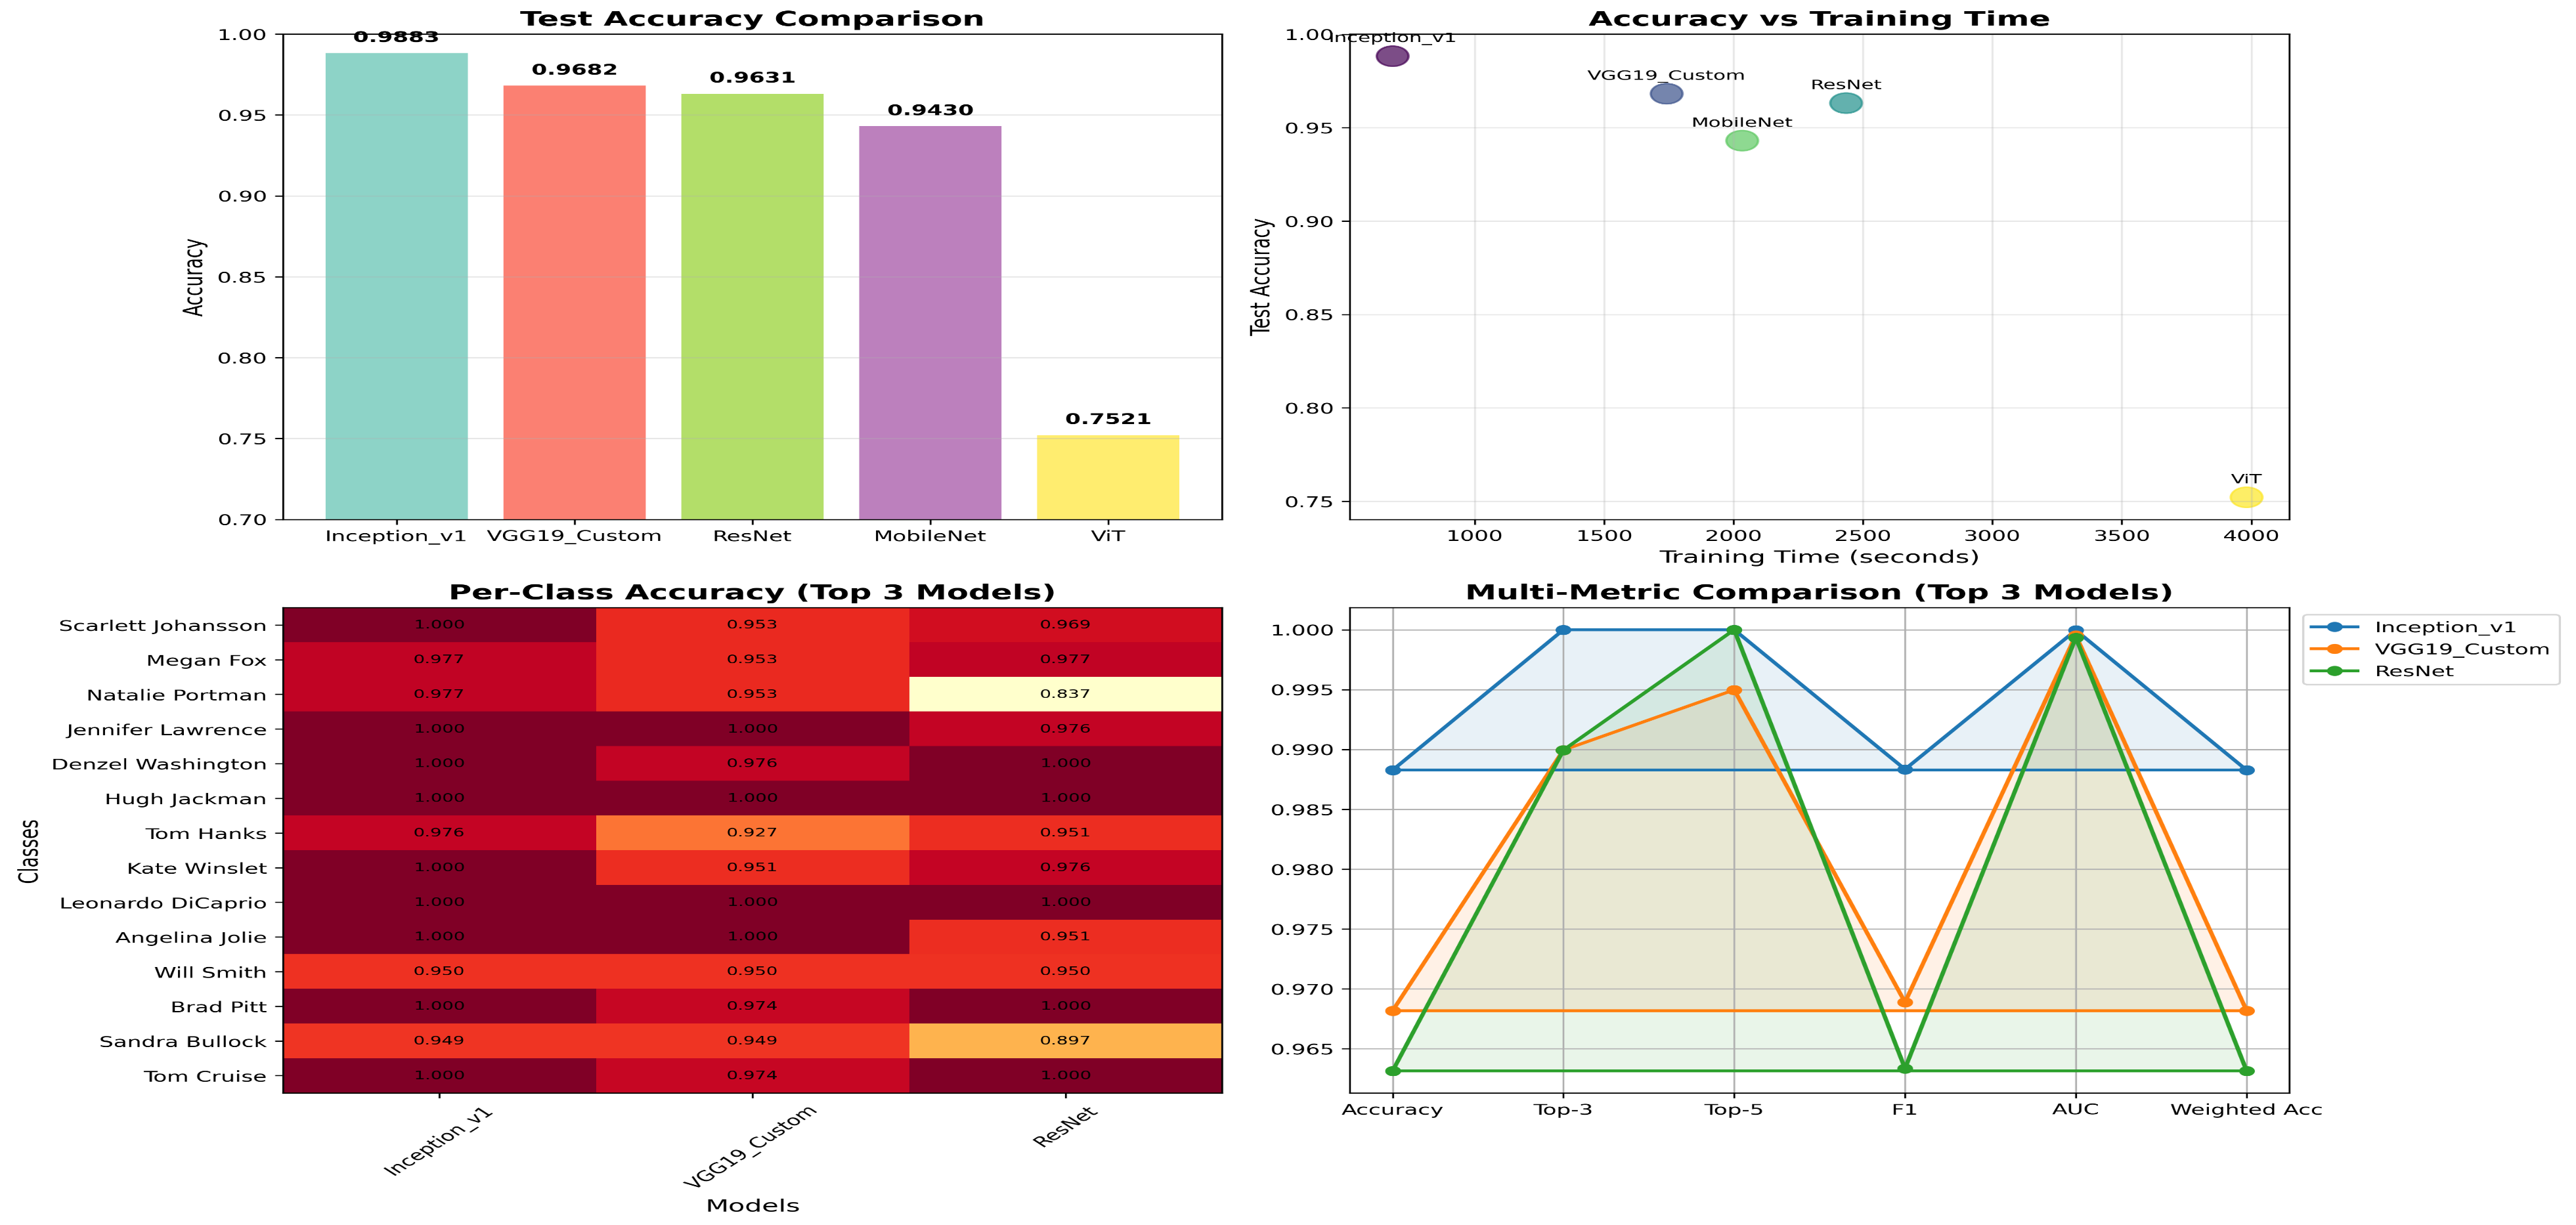 Test Accuracy Comparison
Accuracy
1.00
0.95
0.90
0.85
0.80
0.75
0.70
0.9883
0.9682
0.9631
0.9430
0.7521
Inception_v1 VGG19_Custom ResNet MobileNet ViT
Accuracy vs Training Time
Test Accuracy
1.00
0.95
0.90
0.85
0.80
0.75
Inception_v1
VGG19_Custom
ResNet
MobileNet
ViT
1000 1500 2000 2500 3000 3500 4000
Training Time (seconds)
Per-Class Accuracy (Top 3 Models)
Classes
Scarlett Johansson 1.000 0.953 0.969
Megan Fox 0.977 0.953 0.977
Natalie Portman 0.977 0.953 0.837
Jennifer Lawrence 1.000 1.000 0.976
Denzel Washington 1.000 0.976 1.000
Hugh Jackman 1.000 1.000 1.000
Tom Hanks 0.976 0.927 0.951
Kate Winslet 1.000 0.951 0.976
Leonardo DiCaprio 1.000 1.000 1.000
Angelina Jolie 1.000 1.000 0.951
Will Smith 0.950 0.950 0.950
Brad Pitt 1.000 0.974 1.000
Sandra Bullock 0.949 0.949 0.897
Tom Cruise 1.000 0.974 1.000
Inception_v1 VGG19_Custom ResNet
Models
Multi-Metric Comparison (Top 3 Models)
1.000
0.995
0.990
0.985
0.980
0.975
0.970
0.965
Accuracy Top-3 Top-5 F1 AUC Weighted Acc
Inception_v1
VGG19_Custom
ResNet